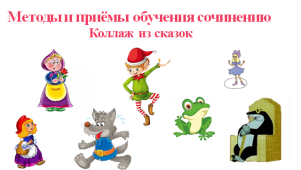 Методы и приёмы обучения сочинению
Коллаж из сказок